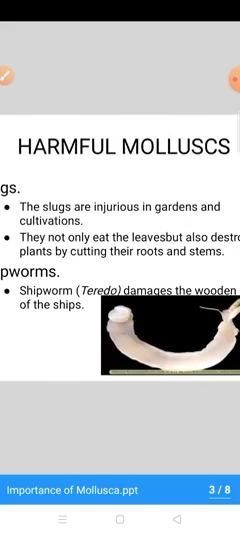 HARMFUL MOLLUSCS
gs.
● The slugs are injurious in gardens and
cultivations.
● They not only eat the leavesbut also destro
plants by cutting their roots and stems.
pworms.
● Shipworm (Teredo) damages the wooden
of the ships.
Importance of Mollusca.ppt 3 / 8